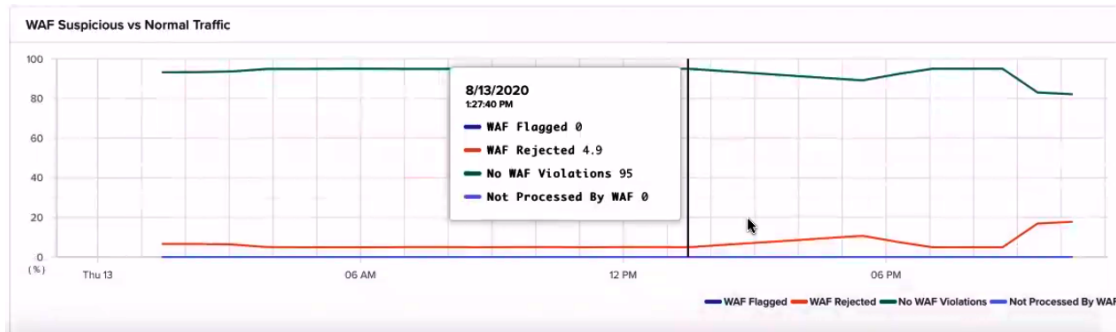 WAF Suspicious vs Normal Traffic
100
80
60
40
20
0
(%)
8/13/2020
1:27:40 PM
WAF Flagged 0
WAF Rejected 4.9
No WAF Violations 95
Not Processed By WAF 0
Thu 13 06 AM 12 PM 06 PM
WAF Flagged WAF Rejected No WAF Violations Not Processed By WAF